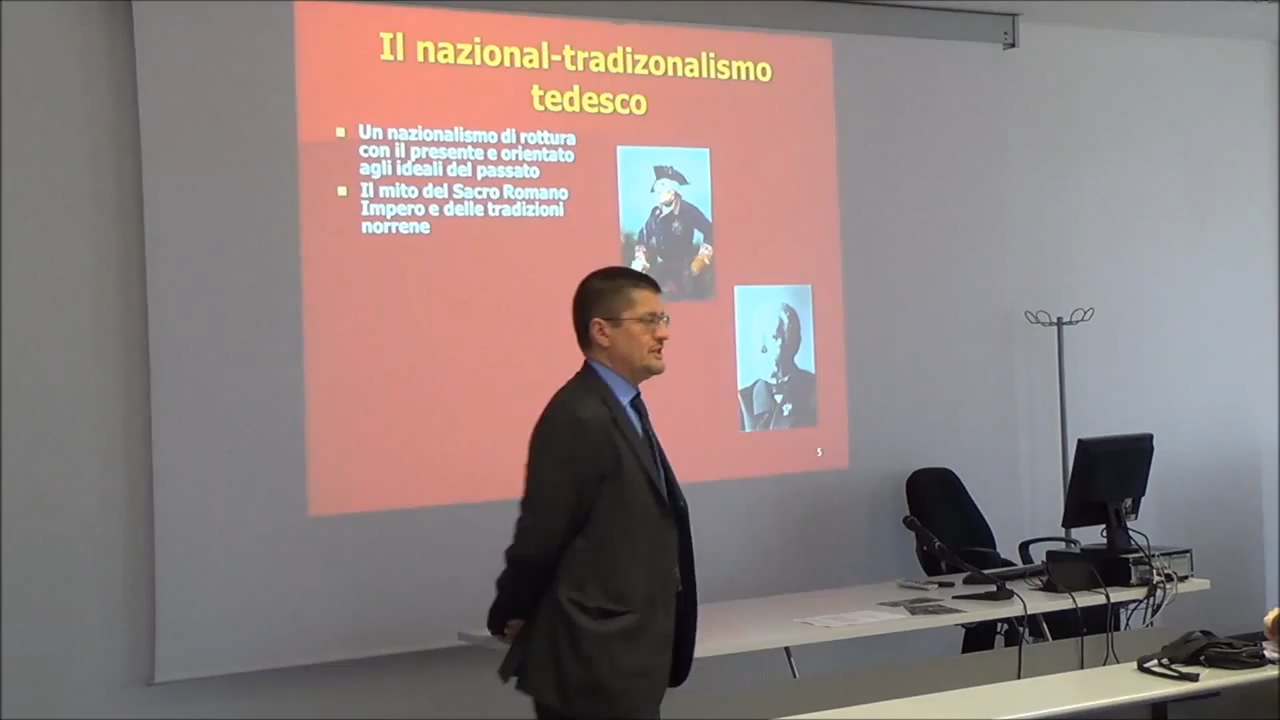 Il nazional-tradizonalismo
tedesco
Un nazionalismo di rottura
con il presente e orientato
agli ideali del passato
Il mito del Sacro Romano
Impero e delle tradizioni
norrene
5